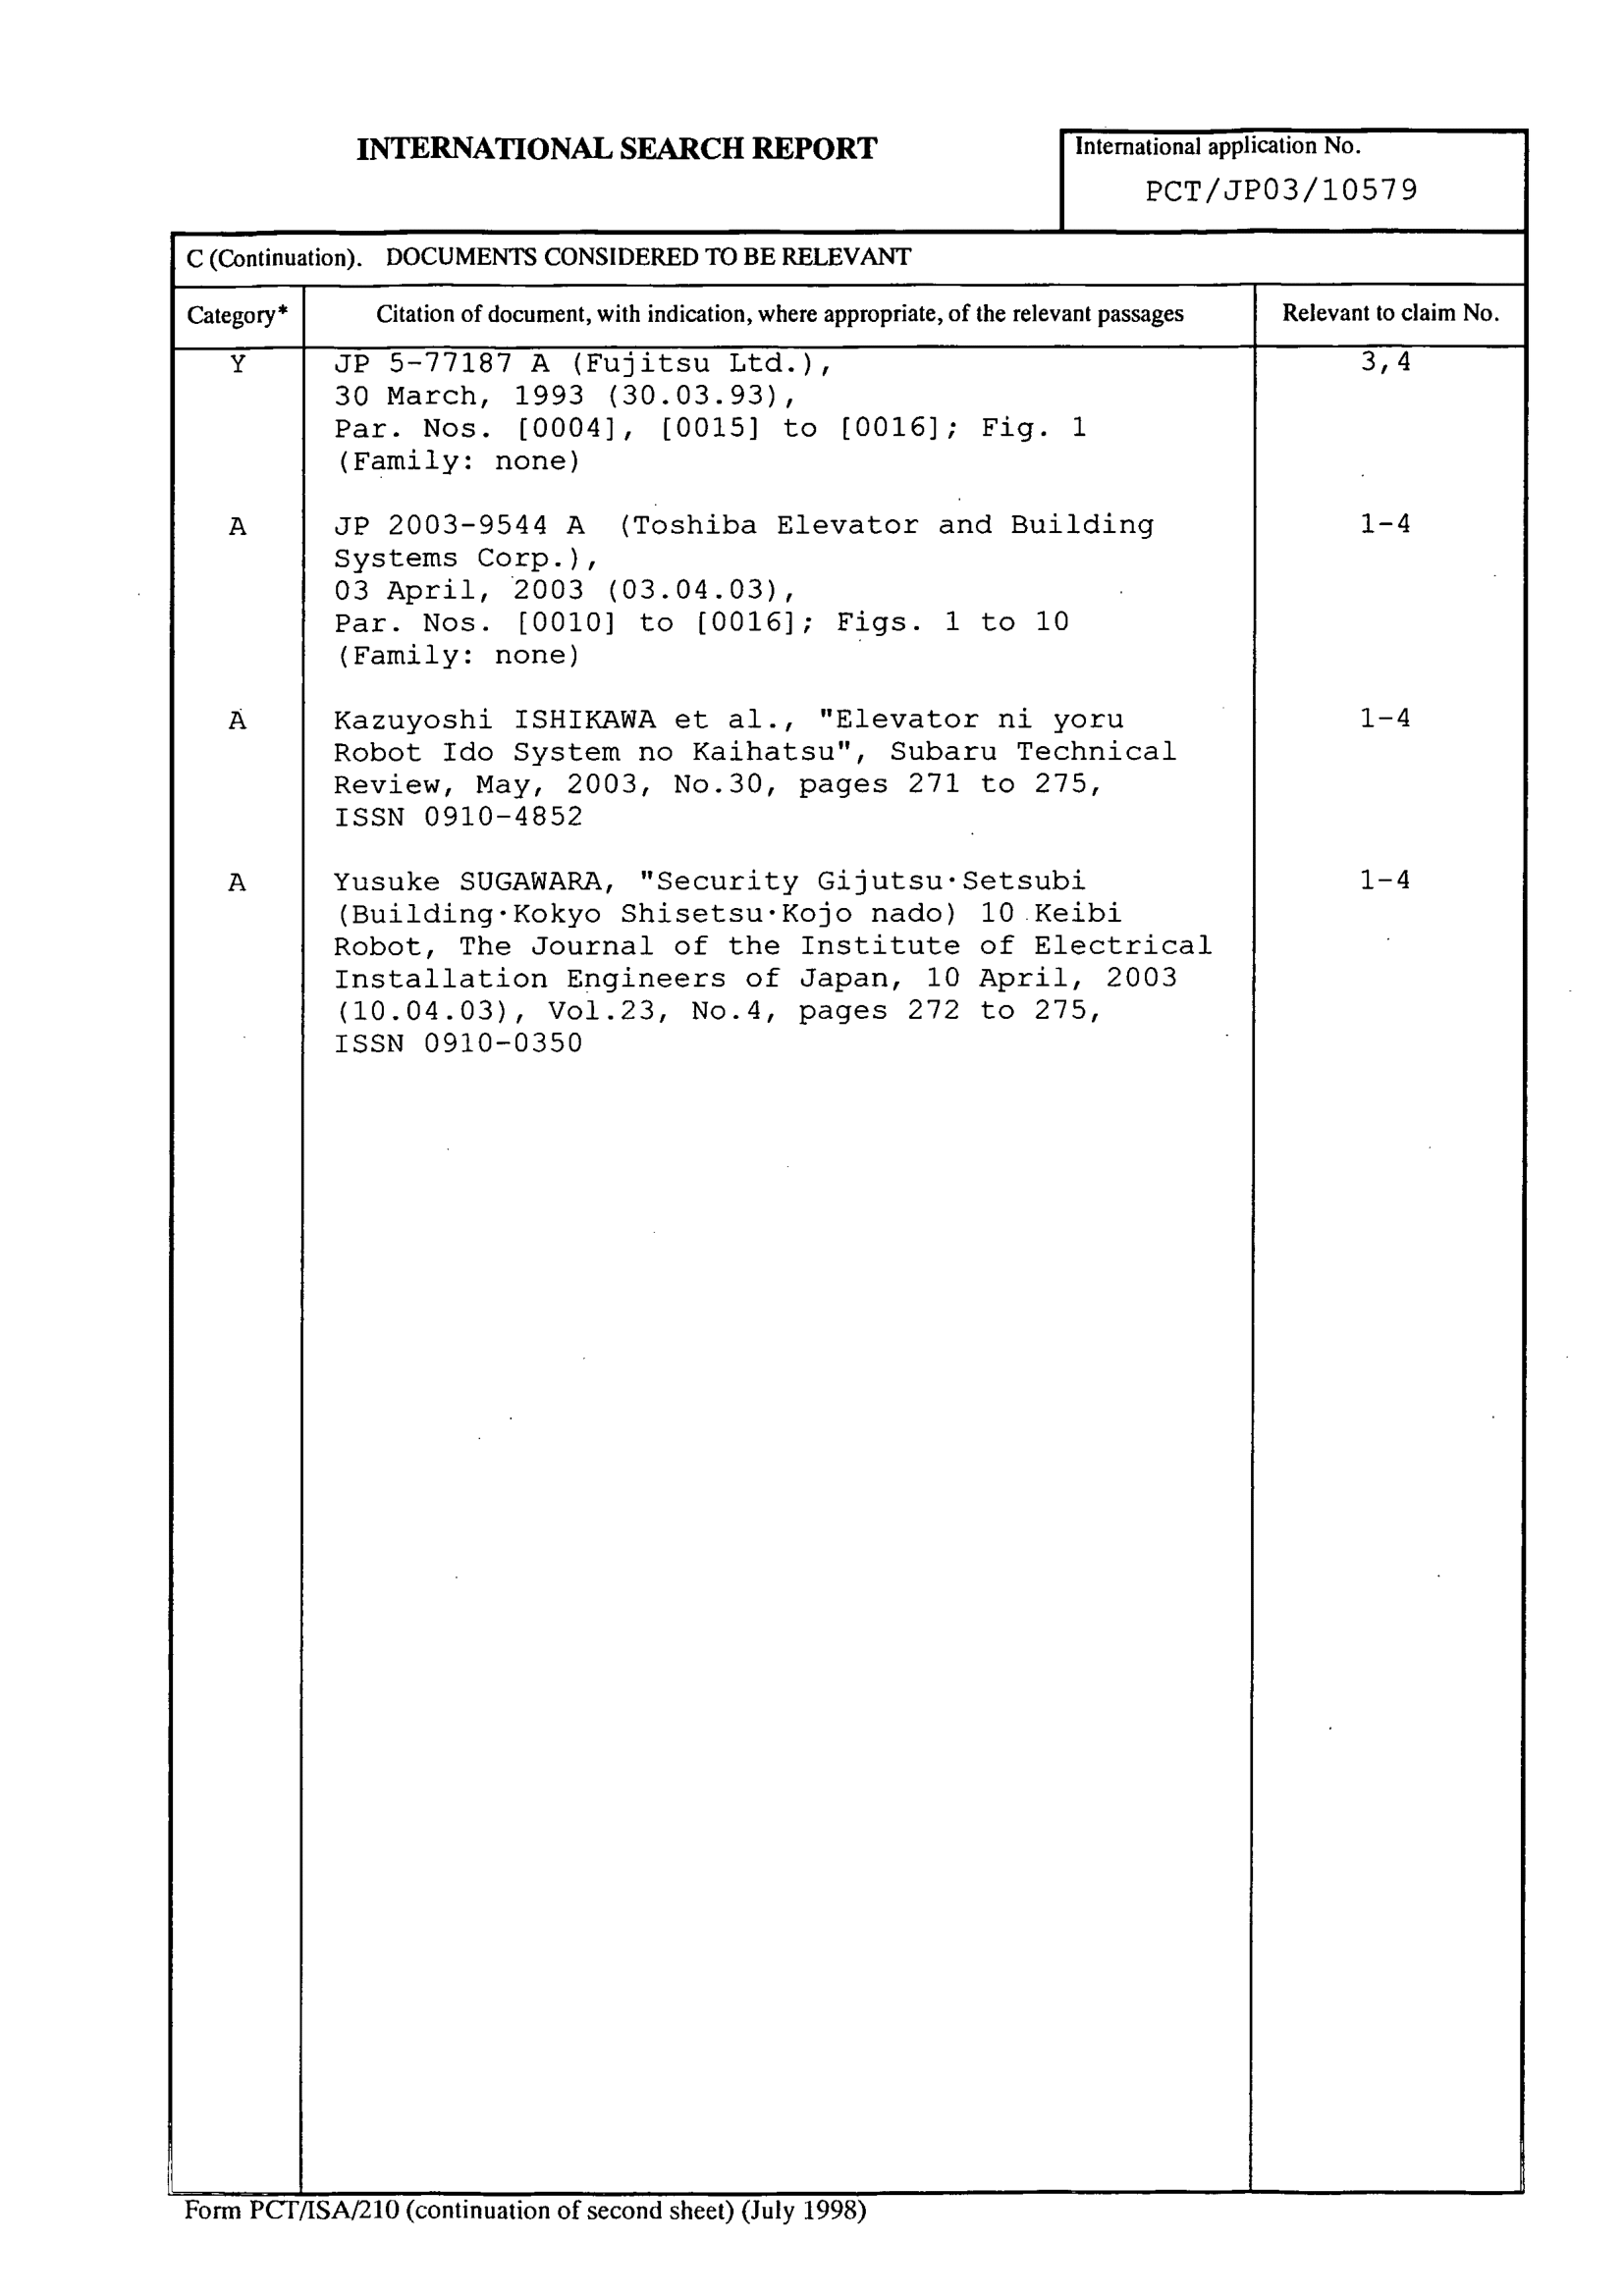 INTERNATIONAL SEARCH REPORT
International application No.
PCT/JP03/10579
C (Continuation). DOCUMENTS CONSIDERED TO BE RELEVANT
Category* Citation of document, with indication, where appropriate, of the relevant passages Relevant to claim No.
Y JP 5-77187 A (Fujitsu Ltd.), 3,4
30 March, 1993 (30.03.93),
Par. Nos. [0004], [0015] to [0016]; Fig. 1
(Family: none)
A JP 2003-9544 A (Toshiba Elevator and Building 1-4
Systems Corp.),
03 April, 2003 (03.04.03),
Par. Nos. [0010] to [0016]; Figs. 1 to 10
(Family: none)
A Kazuyoshi ISHIKAWA et al., "Elevator ni yoru 1-4
Robot Ido System no Kaihatsu", Subaru Technical
Review, May, 2003, No.30, pages 271 to 275,
ISSN 0910-4852
A Yusuke SUGAWARA, "Security Gijutsu·Setsubi 1-4
(Building·Kokyo Shisetsu·Kojo nado) 10 Keibi
Robot, The Journal of the Institute of Electrical
Installation Engineers of Japan, 10 April, 2003
(10.04.03), Vol.23, No.4, pages 272 to 275,
ISSN 0910-0350
Form PCT/ISA/210 (continuation of second sheet) (July 1998)